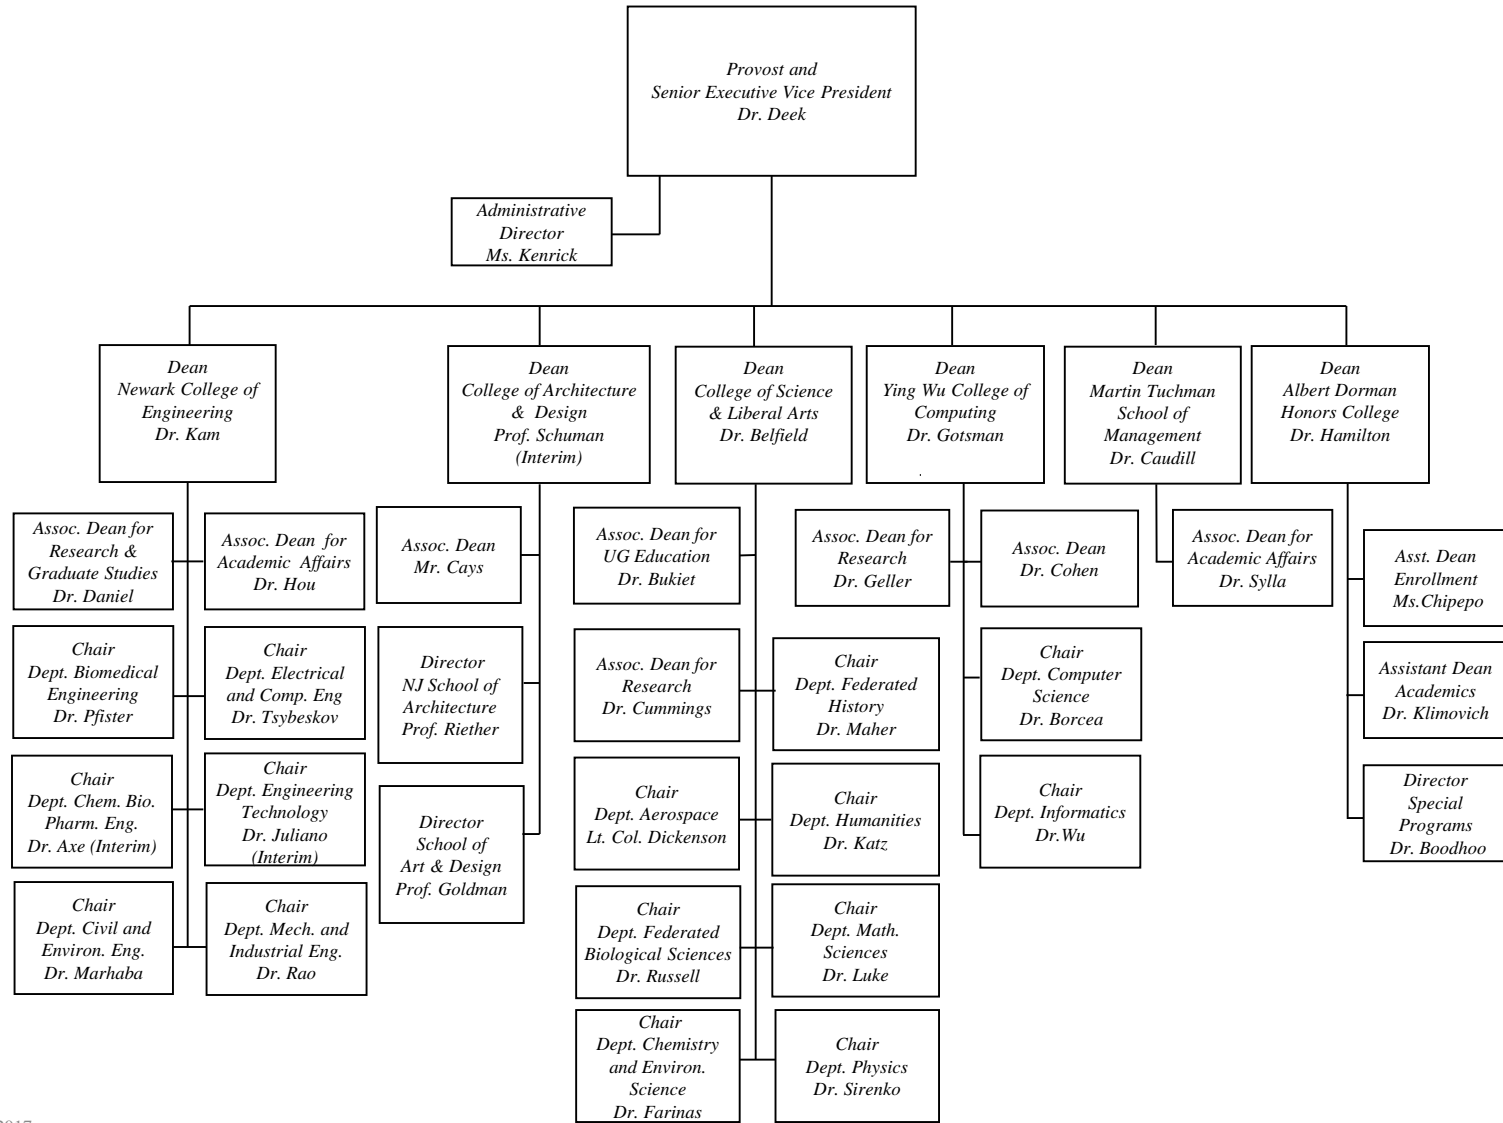 Provost and
Senior Executive Vice President
Dr. Deek
Administrative
Director
Ms. Kenrick
Dean
Newark College of
Engineering
Dr. Kam
Dean
College of Architecture
& Design
Prof. Schuman
(Interim)
Dean
College of Science
& Liberal Arts
Dr. Belfield
Dean
Ying Wu College of
Computing
Dr. Gotsman
.
Dean
Martin Tuchman
School of
Management
Dr. Caudill
Dean
Albert Dorman
Honors College
Dr. Hamilton
Assoc. Dean for
Research &
Graduate Studies
Dr. Daniel
Assoc. Dean for
Academic Affairs
Dr. Hou
Assoc. Dean
Mr. Cays
Assoc. Dean for
UG Education
Dr. Bukiet
Assoc. Dean for
Research
Dr. Geller
Assoc. Dean
Dr. Cohen
Assoc. Dean for
Academic Affairs
Dr. Sylla
Asst. Dean
Enrollment
Ms.Chipepo
Chair
Dept. Biomedical
Engineering
Dr. Pfister
Chair
Dept. Electrical
and Comp. Eng
Dr. Tsybeskov
Director
NJ School of
Architecture
Prof. Riether
Assoc. Dean for
Research
Dr. Cummings
Chair
Dept. Federated
History
Dr. Maher
Chair
Dept. Computer
Science
Dr. Borcea
Assistant Dean
Academics
Dr. Klimovich
Chair
Dept. Chem. Bio.
Pharm. Eng.
Dr. Axe (Interim)
Chair
Dept. Engineering
Technology
Dr. Juliano
(Interim)
Director
School of
Art & Design
Prof. Goldman
Chair
Dept. Aerospace
Lt. Col. Dickenson
Chair
Dept. Humanities
Dr. Katz
Chair
Dept. Informatics
Dr.Wu
Director
Special
Programs
Dr. Boodhoo
Chair
Dept. Civil and
Environ. Eng.
Dr. Marhaba
Chair
Dept. Mech. and
Industrial Eng.
Dr. Rao
Chair
Dept. Federated
Biological Sciences
Dr. Russell
Chair
Dept. Math.
Sciences
Dr. Luke
Chair
Dept. Chemistry
and Environ.
Science
Dr. Farinas
Chair
Dept. Physics
Dr. Sirenko